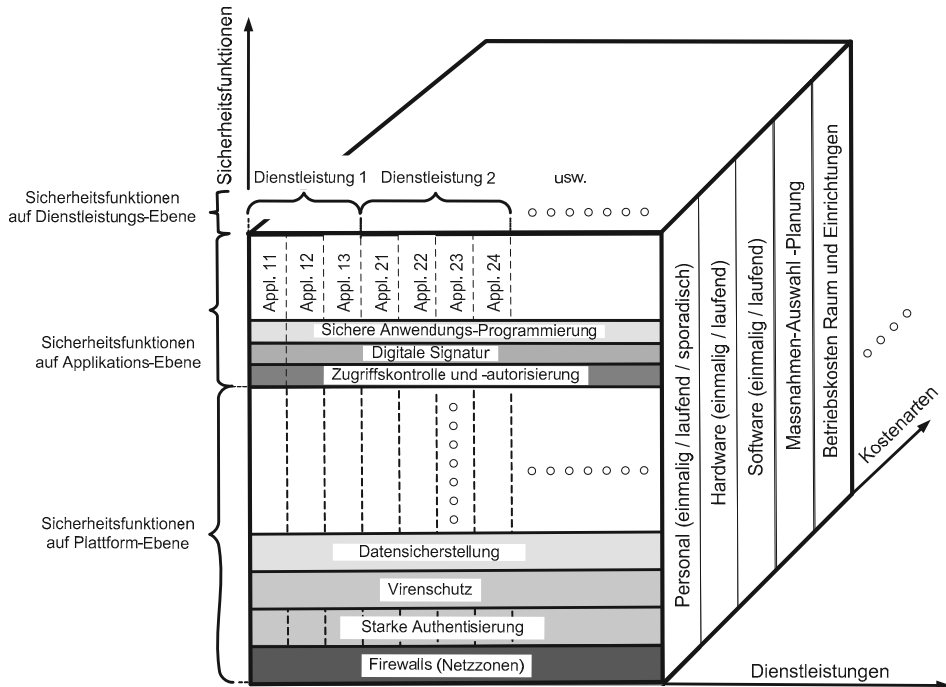 Sicherheitsfunktionen
Sicherheitsfunktionen
auf Dienstleistungs-Ebene
Dienstleistung 1
Dienstleistung 2
usw.
Appl. 11
Appl. 12
Appl. 13
Appl. 21
Appl. 22
Appl. 23
Appl. 24
Sicherheitsfunktionen
auf Applikations-Ebene
Sichere Anwendungs-Programmierung
Digitale Signatur
Zugriffskontrolle und -autorisierung
Sicherheitsfunktionen
auf Plattform-Ebene
Datensicherstellung
Virenschutz
Starke Authentisierung
Firewalls (Netzzonen)
Personal (einmalig / laufend / sporadisch)
Hardware (einmalig / laufend)
Software (einmalig / laufend)
Massnahmen-Auswahl -Planung
Betriebskosten Raum und Einrichtungen
Kostenarten
Dienstleistungen